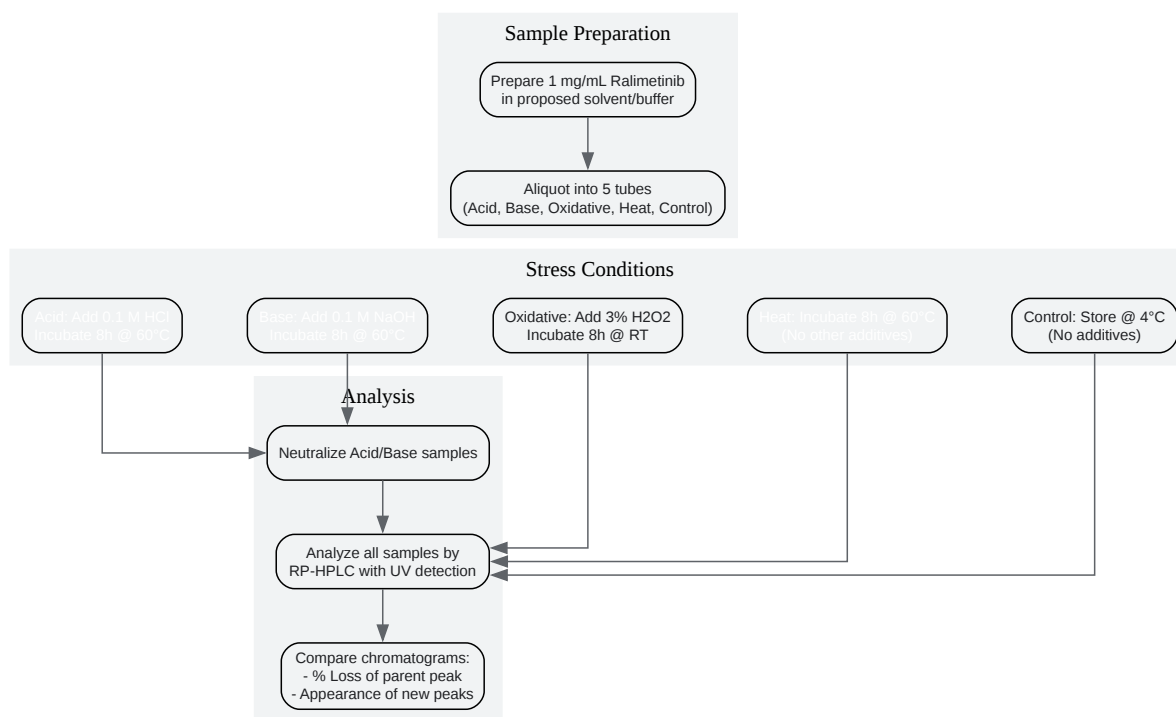 Sample Preparation
Prepare 1 mg/mL Ralimetinib
in proposed solvent/buffer
Aliquot into 5 tubes
(Acid, Base, Oxidative, Heat, Control)
Stress Conditions
Acid: Add 0.1 M HCl
Incubate 8h @ 60°C
Base: Add 0.1 M NaOH
Incubate 8h @ 60°C
Oxidative: Add 3% H2O2
Incubate 8h @ RT
Heat: Incubate 8h @ 60°C
(No other additives)
Control: Store @ 4°C
(No additives)
Analysis
Neutralize Acid/Base samples
Analyze all samples by
RP-HPLC with UV detection
Compare chromatograms:
- % Loss of parent peak
- Appearance of new peaks